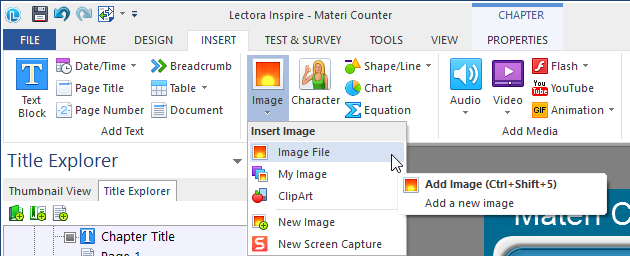 Lectora Inspire - Materi Counter
CHAPTER
FILE HOME DESIGN INSERT TEST & SURVEY TOOLS VIEW PROPERTIES
Text Block
Date/Time
Page Title
Page Number
Breadcrumb
Table
Document
Add Text
Image
Character
Shape/Line
Chart
Equation
Audio
Video
Flash
You Tube YouTube
GIF Animation
Add Media
Insert Image
Image File
My Image
ClipArt
New Image
New Screen Capture
Add Image (Ctrl+Shift+5)
Add a new image
Title Explorer
Thumbnail View Title Explorer
Chapter Title
Page 1
Materi C